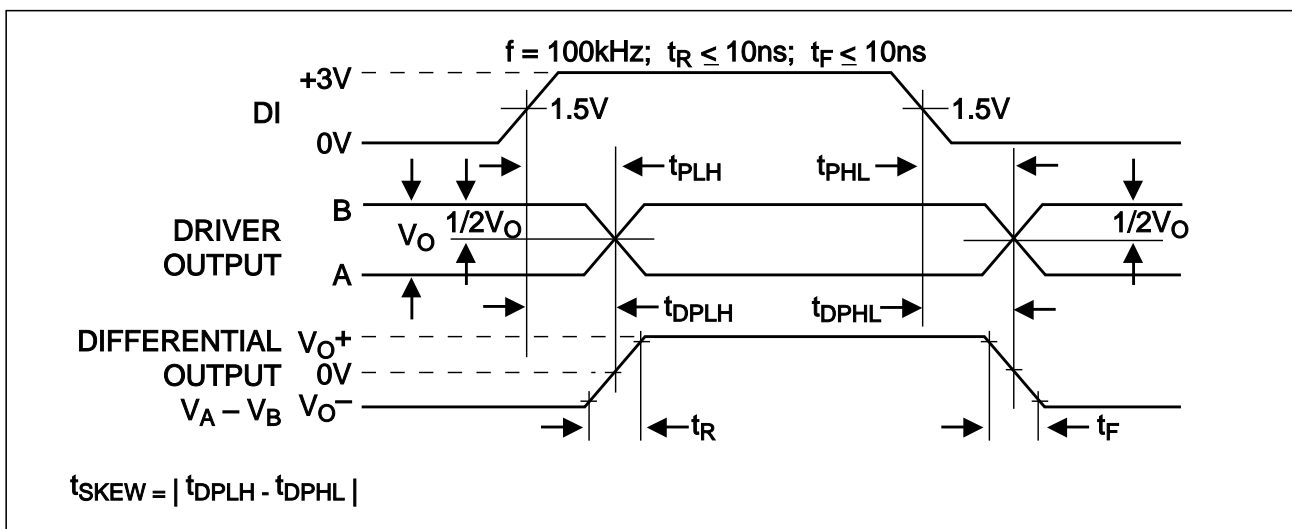 f = 100kHz; tR ≤ 10ns; tF ≤ 10ns
+3V
DI
1.5V
1.5V
0V
tPLH
tPHL
B
DRIVER
OUTPUT
VO
1/2VO
1/2VO
A
tDPLH
tDPHL
DIFFERENTIAL
OUTPUT
VA – VB
VO+
0V
VO–
tR
tF
tSKEW = | tDPLH - tDPHL |